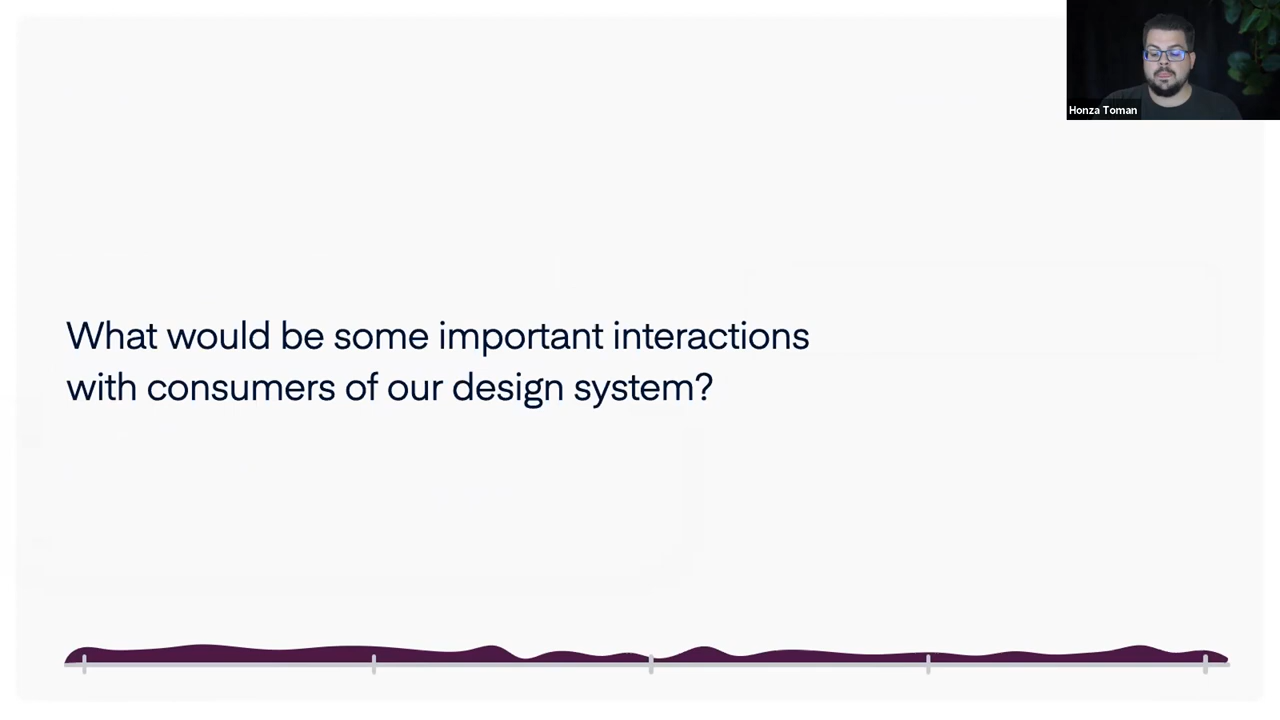 Honza Toman
What would be some important interactions
with consumers of our design system?